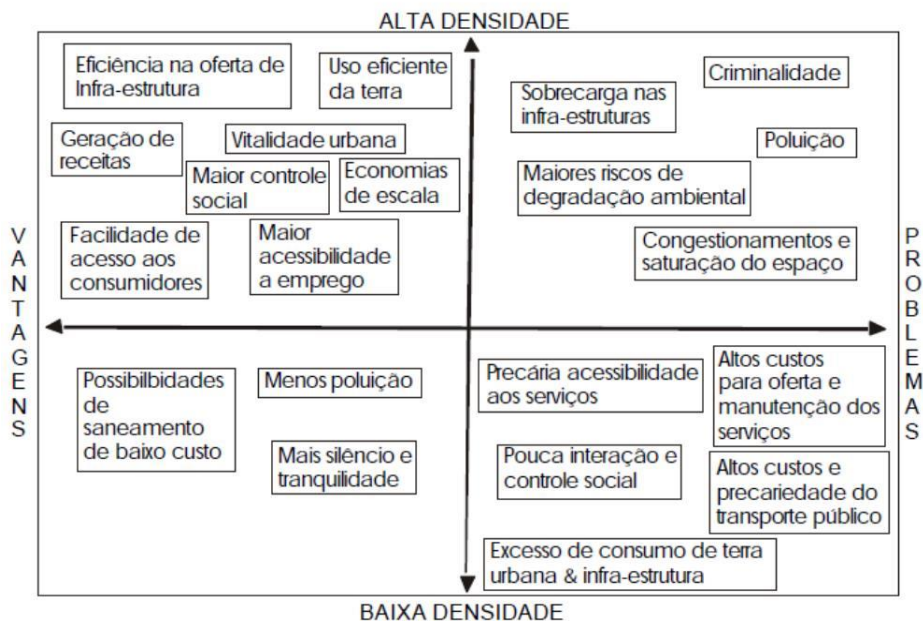 ALTA DENSIDADE
Eficiência na oferta de
Infra-estrutura
Uso eficiente
da terra
Geração de
receitas
Vitalidade urbana
Maior controle
social
Economias
de escala
Facilidade de
acesso aos
consumidores
Maior
acessibilidade
a emprego
Criminalidade
Sobrecarga nas
infra-estruturas
Poluição
Maiores riscos de
degradação ambiental
Congestionamentos e
saturação do espaço
VANTAGENS
PROBLEMAS
Possibilbidades
de
saneamento
de baixo custo
Menos poluição
Mais silêncio e
tranquilidade
Precária acessibilidade
aos serviços
Altos custos
para oferta e
manutenção dos
serviços
Pouca interação e
controle social
Altos custos e
precariedade do
transporte público
Excesso de consumo de terra
urbana & infra-estrutura
BAIXA DENSIDADE